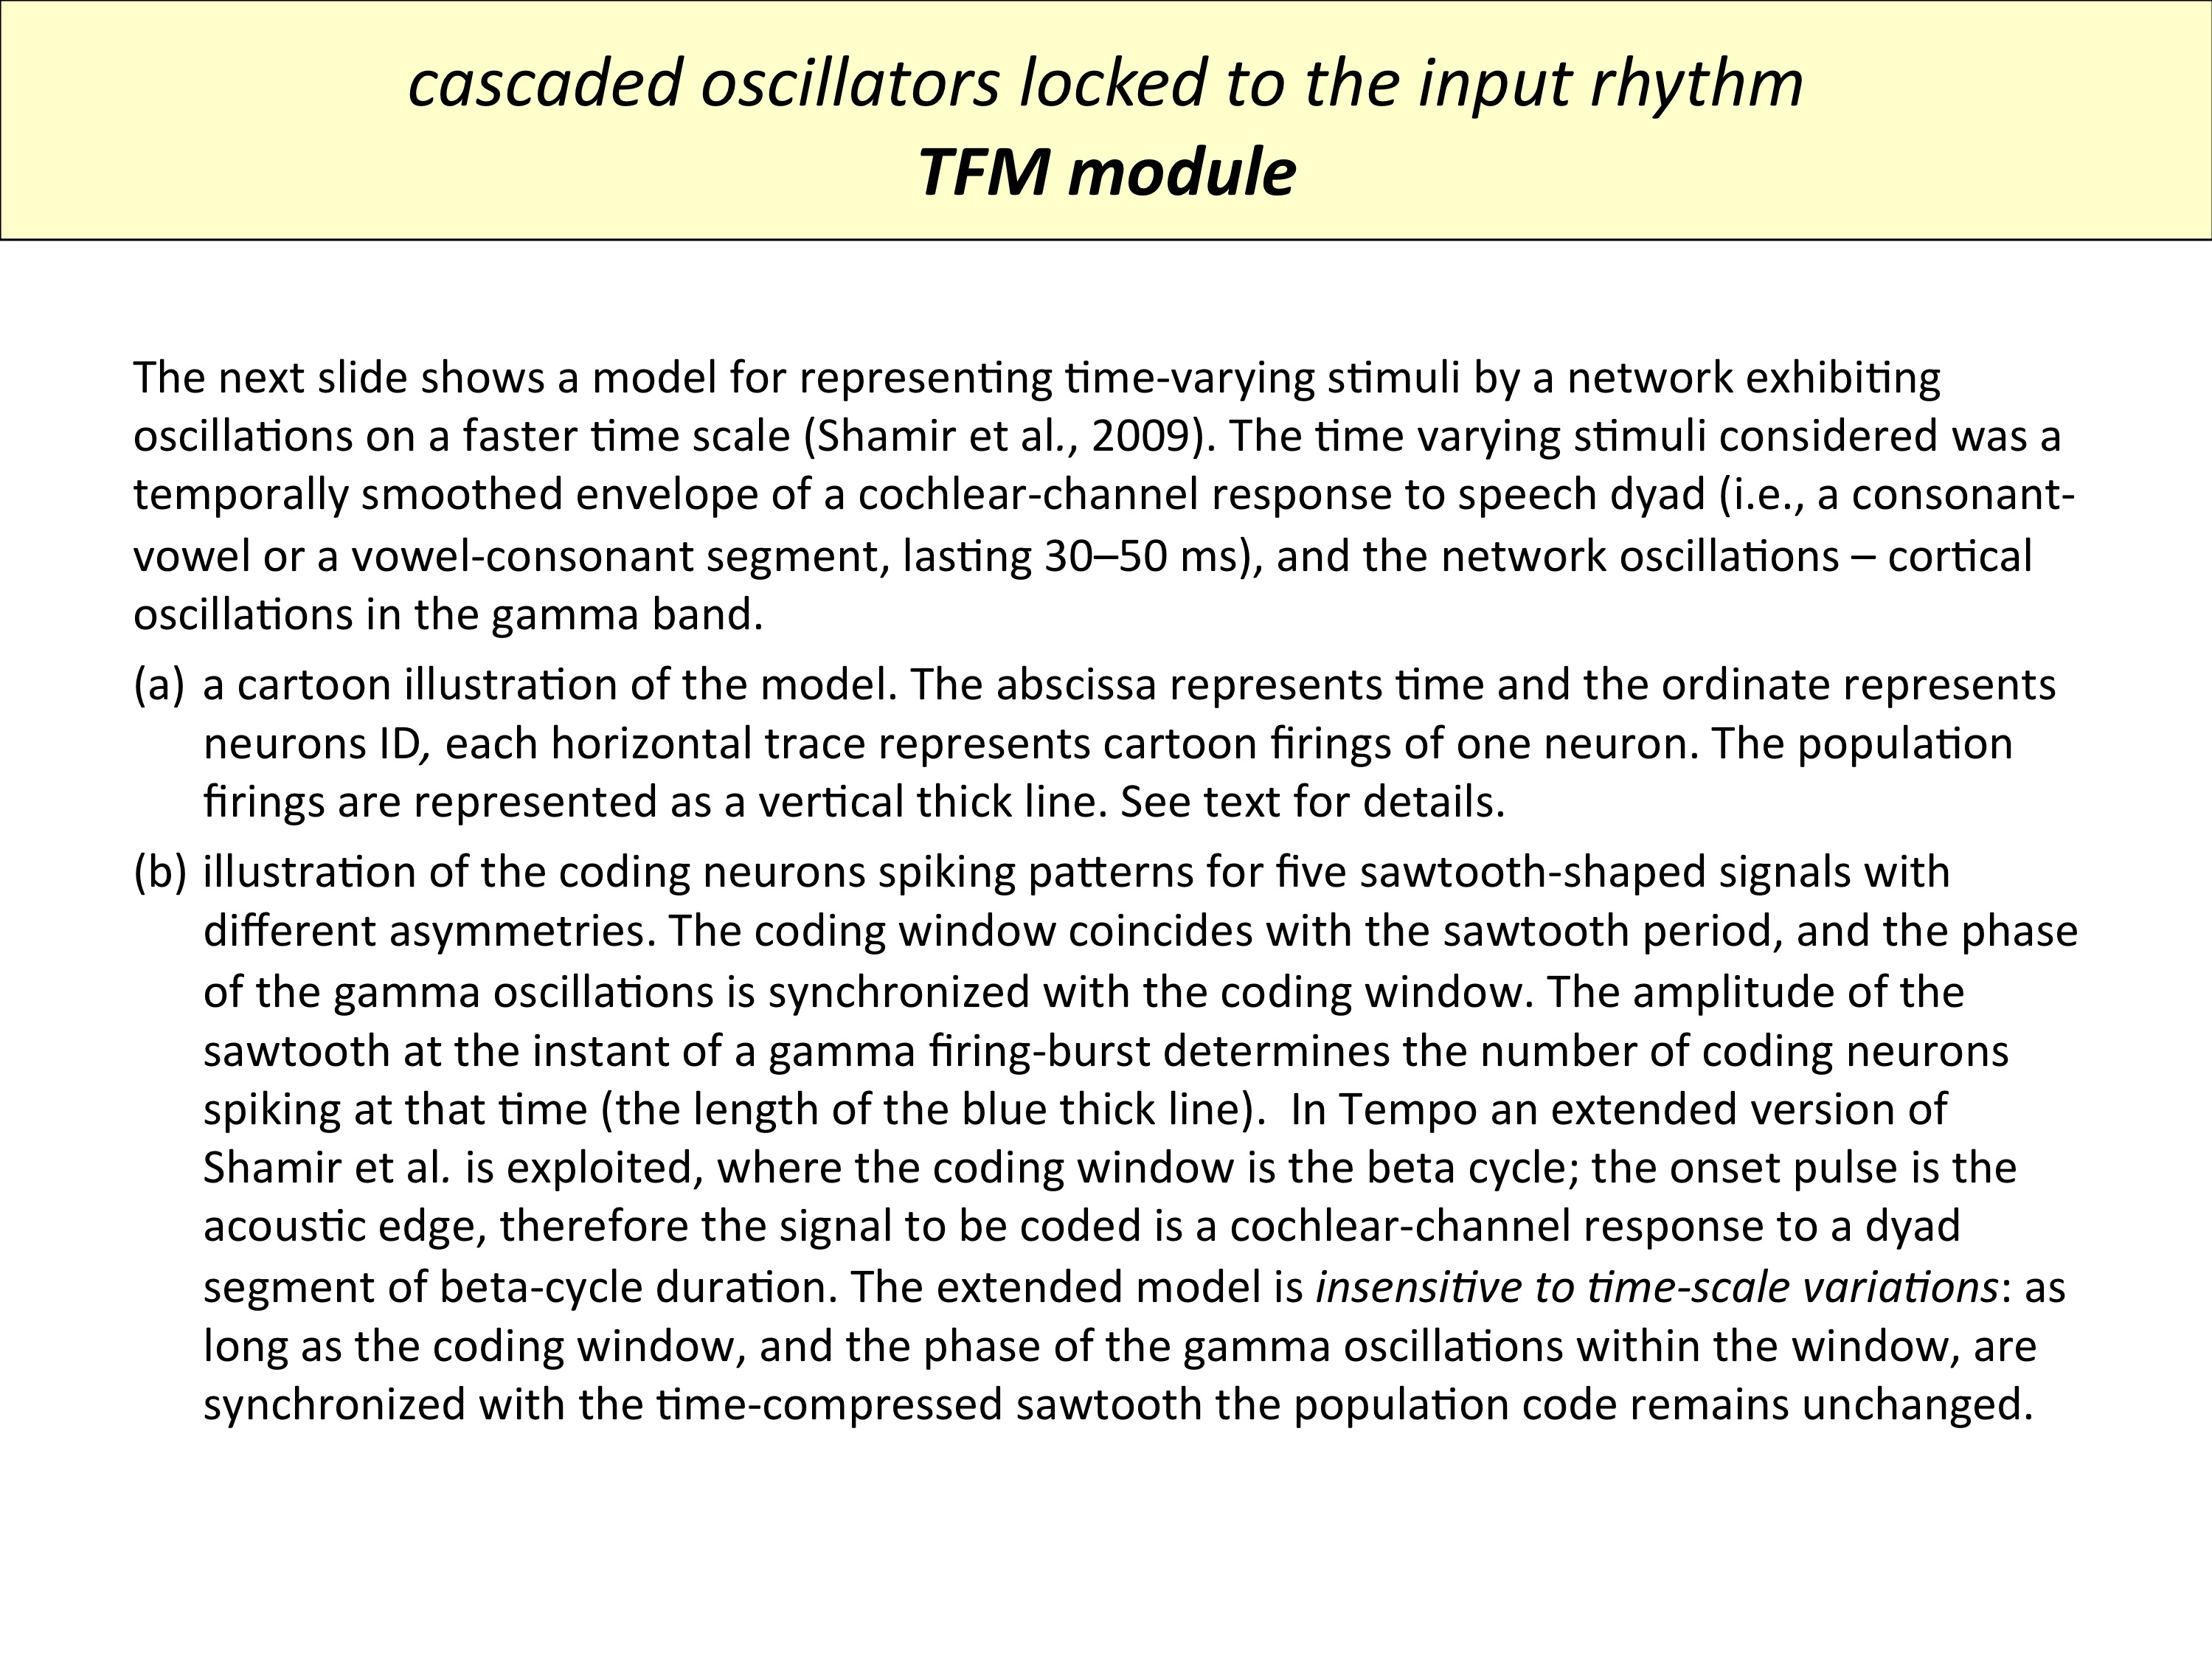 cascaded oscillators locked to the input rhythm
TFM module
The next slide shows a model for representing time-varying stimuli by a network exhibiting
oscillations on a faster time scale (Shamir et al., 2009). The time varying stimuli considered was a
temporally smoothed envelope of a cochlear-channel response to speech dyad (i.e., a consonant-
vowel or a vowel-consonant segment, lasting 30–50 ms), and the network oscillations – cortical
oscillations in the gamma band.
(a) a cartoon illustration of the model. The abscissa represents time and the ordinate represents
neurons ID, each horizontal trace represents cartoon firings of one neuron. The population
firings are represented as a vertical thick line. See text for details.
(b) illustration of the coding neurons spiking patterns for five sawtooth-shaped signals with
different asymmetries. The coding window coincides with the sawtooth period, and the phase
of the gamma oscillations is synchronized with the coding window. The amplitude of the
sawtooth at the instant of a gamma firing-burst determines the number of coding neurons
spiking at that time (the length of the blue thick line).  In Tempo an extended version of
Shamir et al. is exploited, where the coding window is the beta cycle; the onset pulse is the
acoustic edge, therefore the signal to be coded is a cochlear-channel response to a dyad
segment of beta-cycle duration. The extended model is insensitive to time-scale variations: as
long as the coding window, and the phase of the gamma oscillations within the window, are
synchronized with the time-compressed sawtooth the population code remains unchanged.